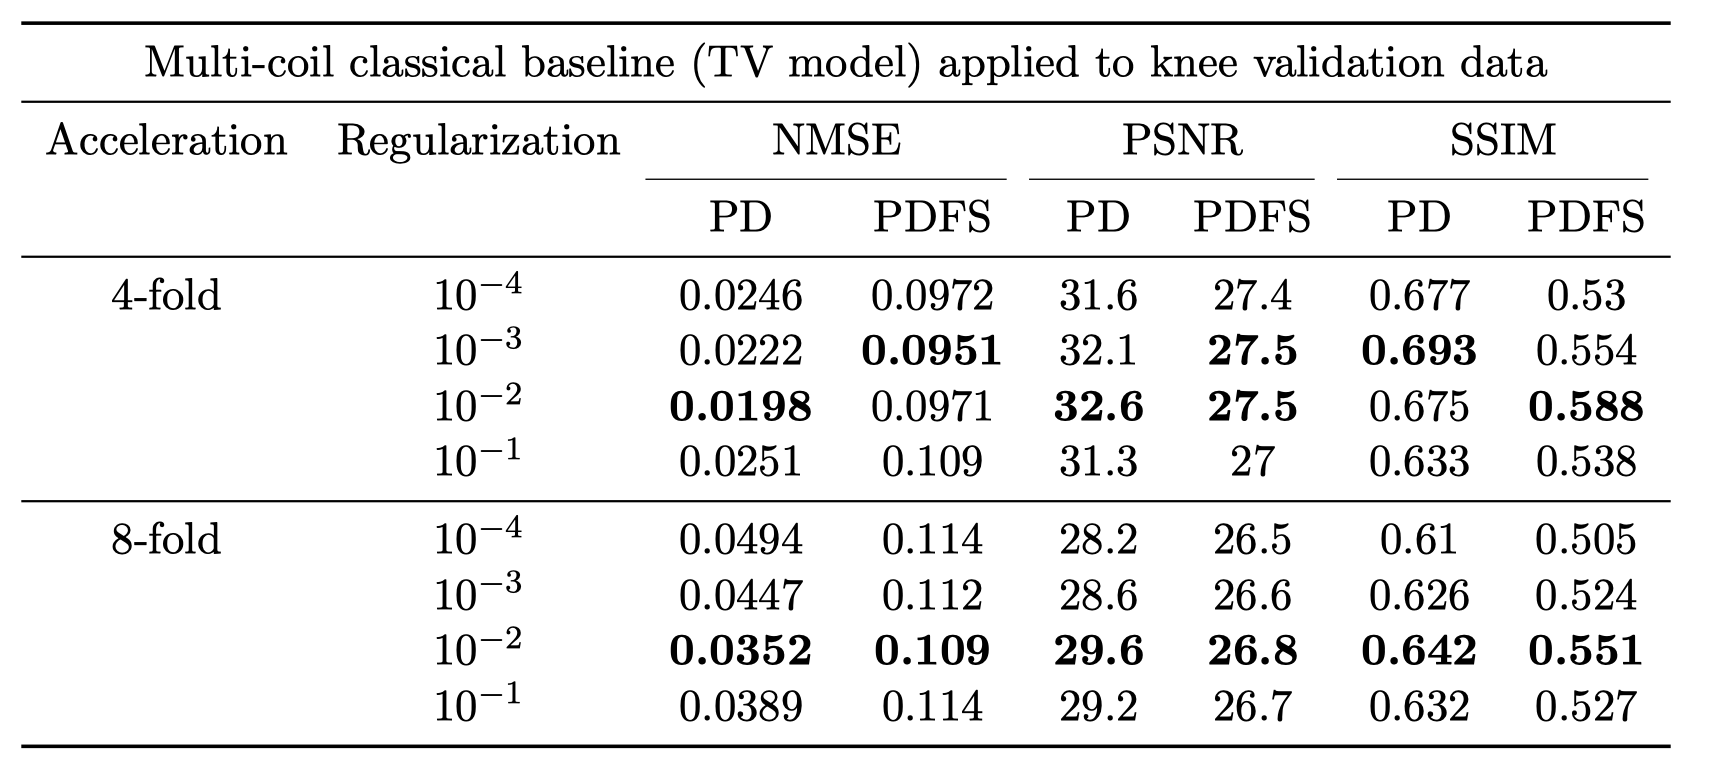 Multi-coil classical baseline (TV model) applied to knee validation data
Acceleration Regularization NMSE PSNR SSIM
PD PDFS PD PDFS PD PDFS
4-fold 10⁻⁴ 0.0246 0.0972 31.6 27.4 0.677 0.53
10⁻³ 0.0222 0.0951 32.1 27.5 0.693 0.554
10⁻² 0.0198 0.0971 32.6 27.5 0.675 0.588
10⁻¹ 0.0251 0.109 31.3 27 0.633 0.538
8-fold 10⁻⁴ 0.0494 0.114 28.2 26.5 0.61 0.505
10⁻³ 0.0447 0.112 28.6 26.6 0.626 0.524
10⁻² 0.0352 0.109 29.6 26.8 0.642 0.551
10⁻¹ 0.0389 0.114 29.2 26.7 0.632 0.527